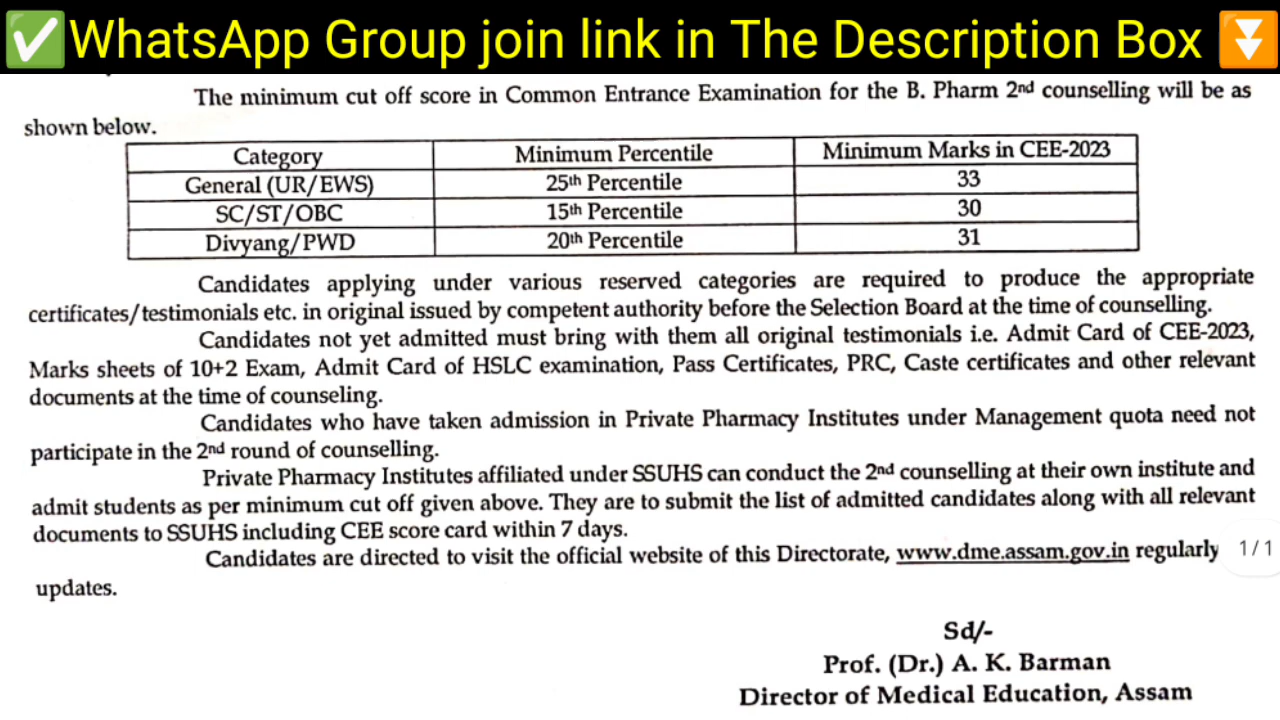 ✅WhatsApp Group join link in The Description Box ⏬
The minimum cut off score in Common Entrance Examination for the B. Pharm 2nd counselling will be as
shown below.
Category Minimum Percentile Minimum Marks in CEE-2023
General (UR/EWS) 25th Percentile 33
SC/ST/OBC 15th Percentile 30
Divyang/PWD 20th Percentile 31
Candidates applying under various reserved categories are required to produce the appropriate
certificates/testimonials etc. in original issued by competent authority before the Selection Board at the time of counselling.
Candidates not yet admitted must bring with them all original testimonials i.e. Admit Card of CEE-2023,
Marks sheets of 10+2 Exam, Admit Card of HSLC examination, Pass Certificates, PRC, Caste certificates and other relevant
documents at the time of counseling.
Candidates who have taken admission in Private Pharmacy Institutes under Management quota need not
participate in the 2nd round of counselling.
Private Pharmacy Institutes affiliated under SSUHS can conduct the 2nd counselling at their own institute and
admit students as per minimum cut off given above. They are to submit the list of admitted candidates along with all relevant
documents to SSUHS including CEE score card within 7 days.
Candidates are directed to visit the official website of this Directorate, www.dme.assam.gov.in regularly 1/1
updates.
Sd/-
Prof. (Dr.) A. K. Barman
Director of Medical Education, Assam